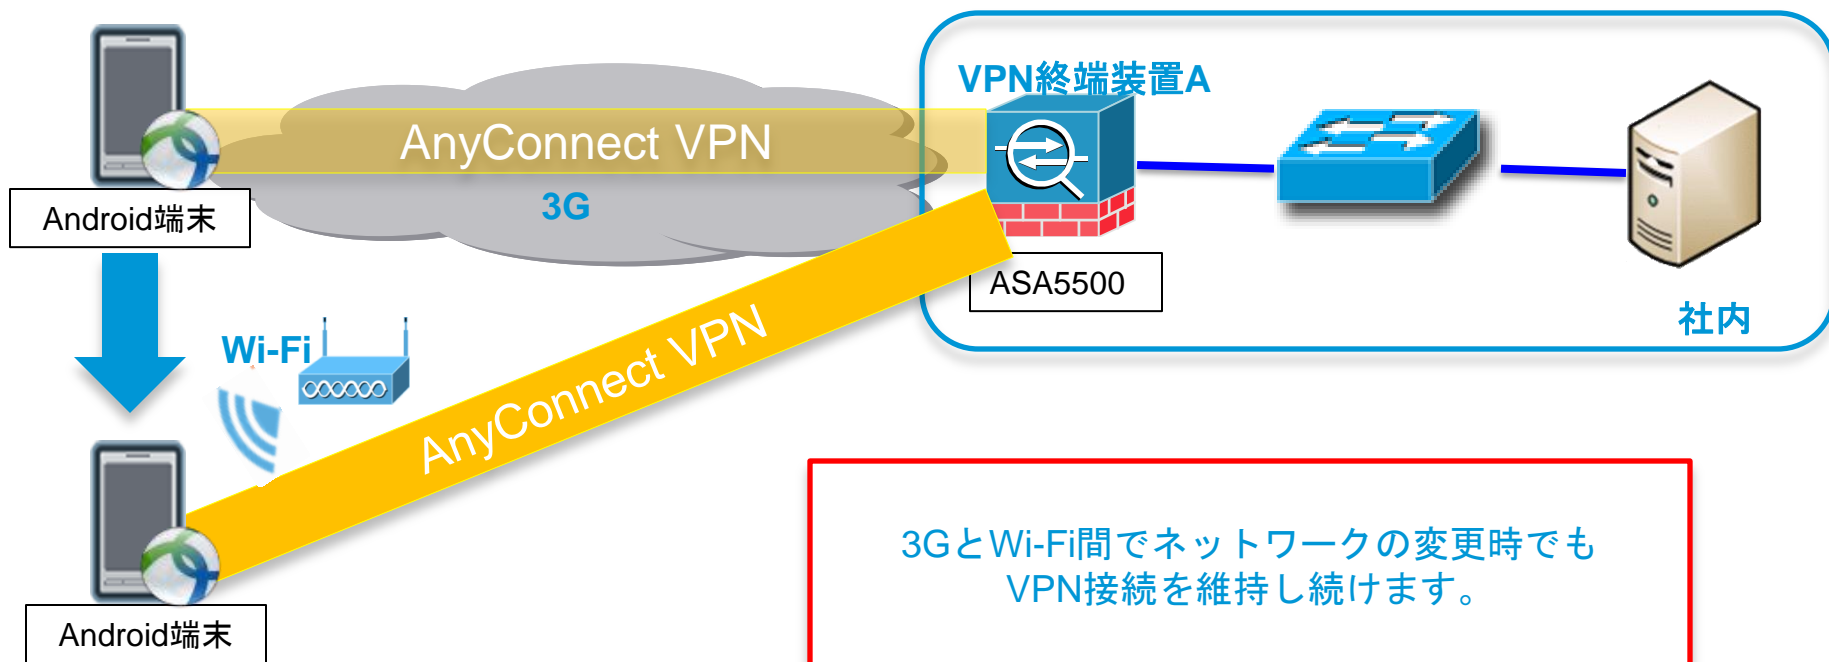 VPN終端装置A
AnyConnect VPN
3G
Android端末
ASA5500
社内
Wi-Fi
AnyConnect VPN
Android端末
3GとWi-Fi間でネットワークの変更時でも
VPN接続を維持し続けます。